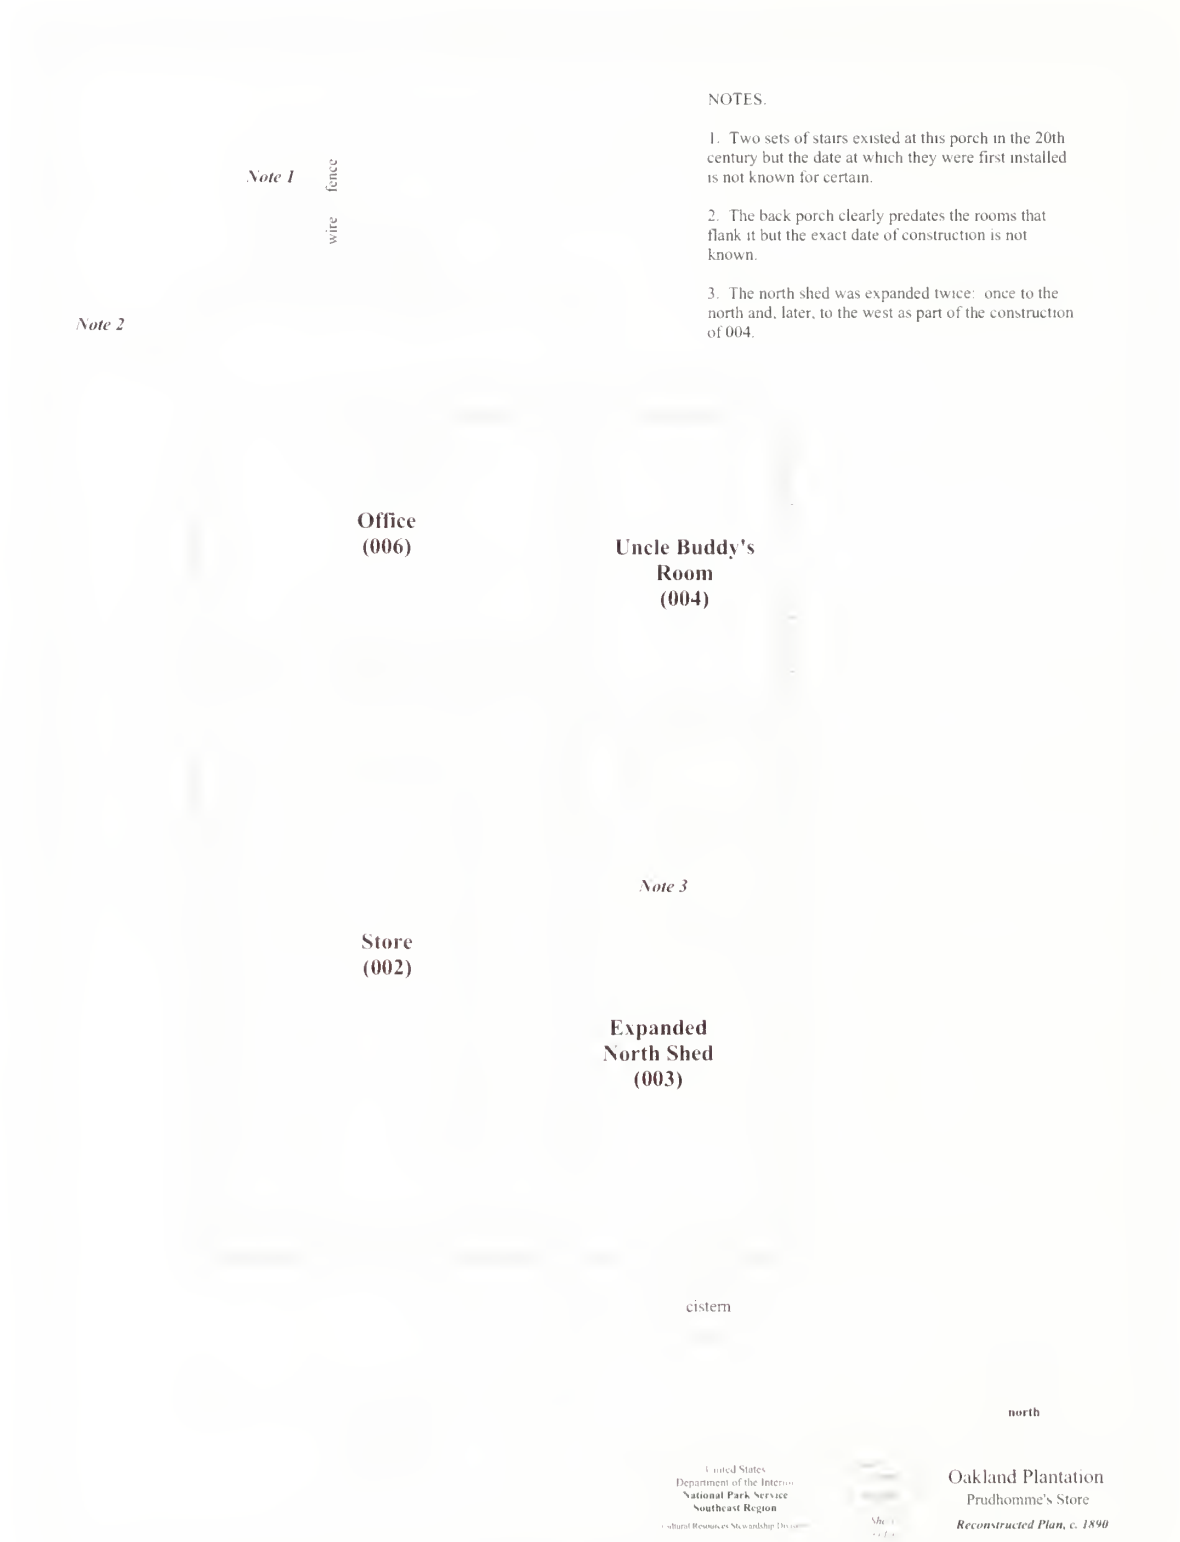 NOTES.
1. Two sets of stairs existed at this porch in the 20th
century but the date at which they were first installed
is not known for certain.
2. The back porch clearly predates the rooms that
flank it but the exact date of construction is not
known.
3. The north shed was expanded twice: once to the
north and, later, to the west as part of the construction
of 004.
Note 1
wire fence
Note 2
Office
(006)
Uncle Buddy's
Room
(004)
Note 3
Store
(002)
Expanded
North Shed
(003)
cistern
north
United States
Department of the Interior
National Park Service
Southeast Region
Cultural Resources Stewardship
Oakland Plantation
Prudhomme's Store
Reconstructed Plan, c. 1890